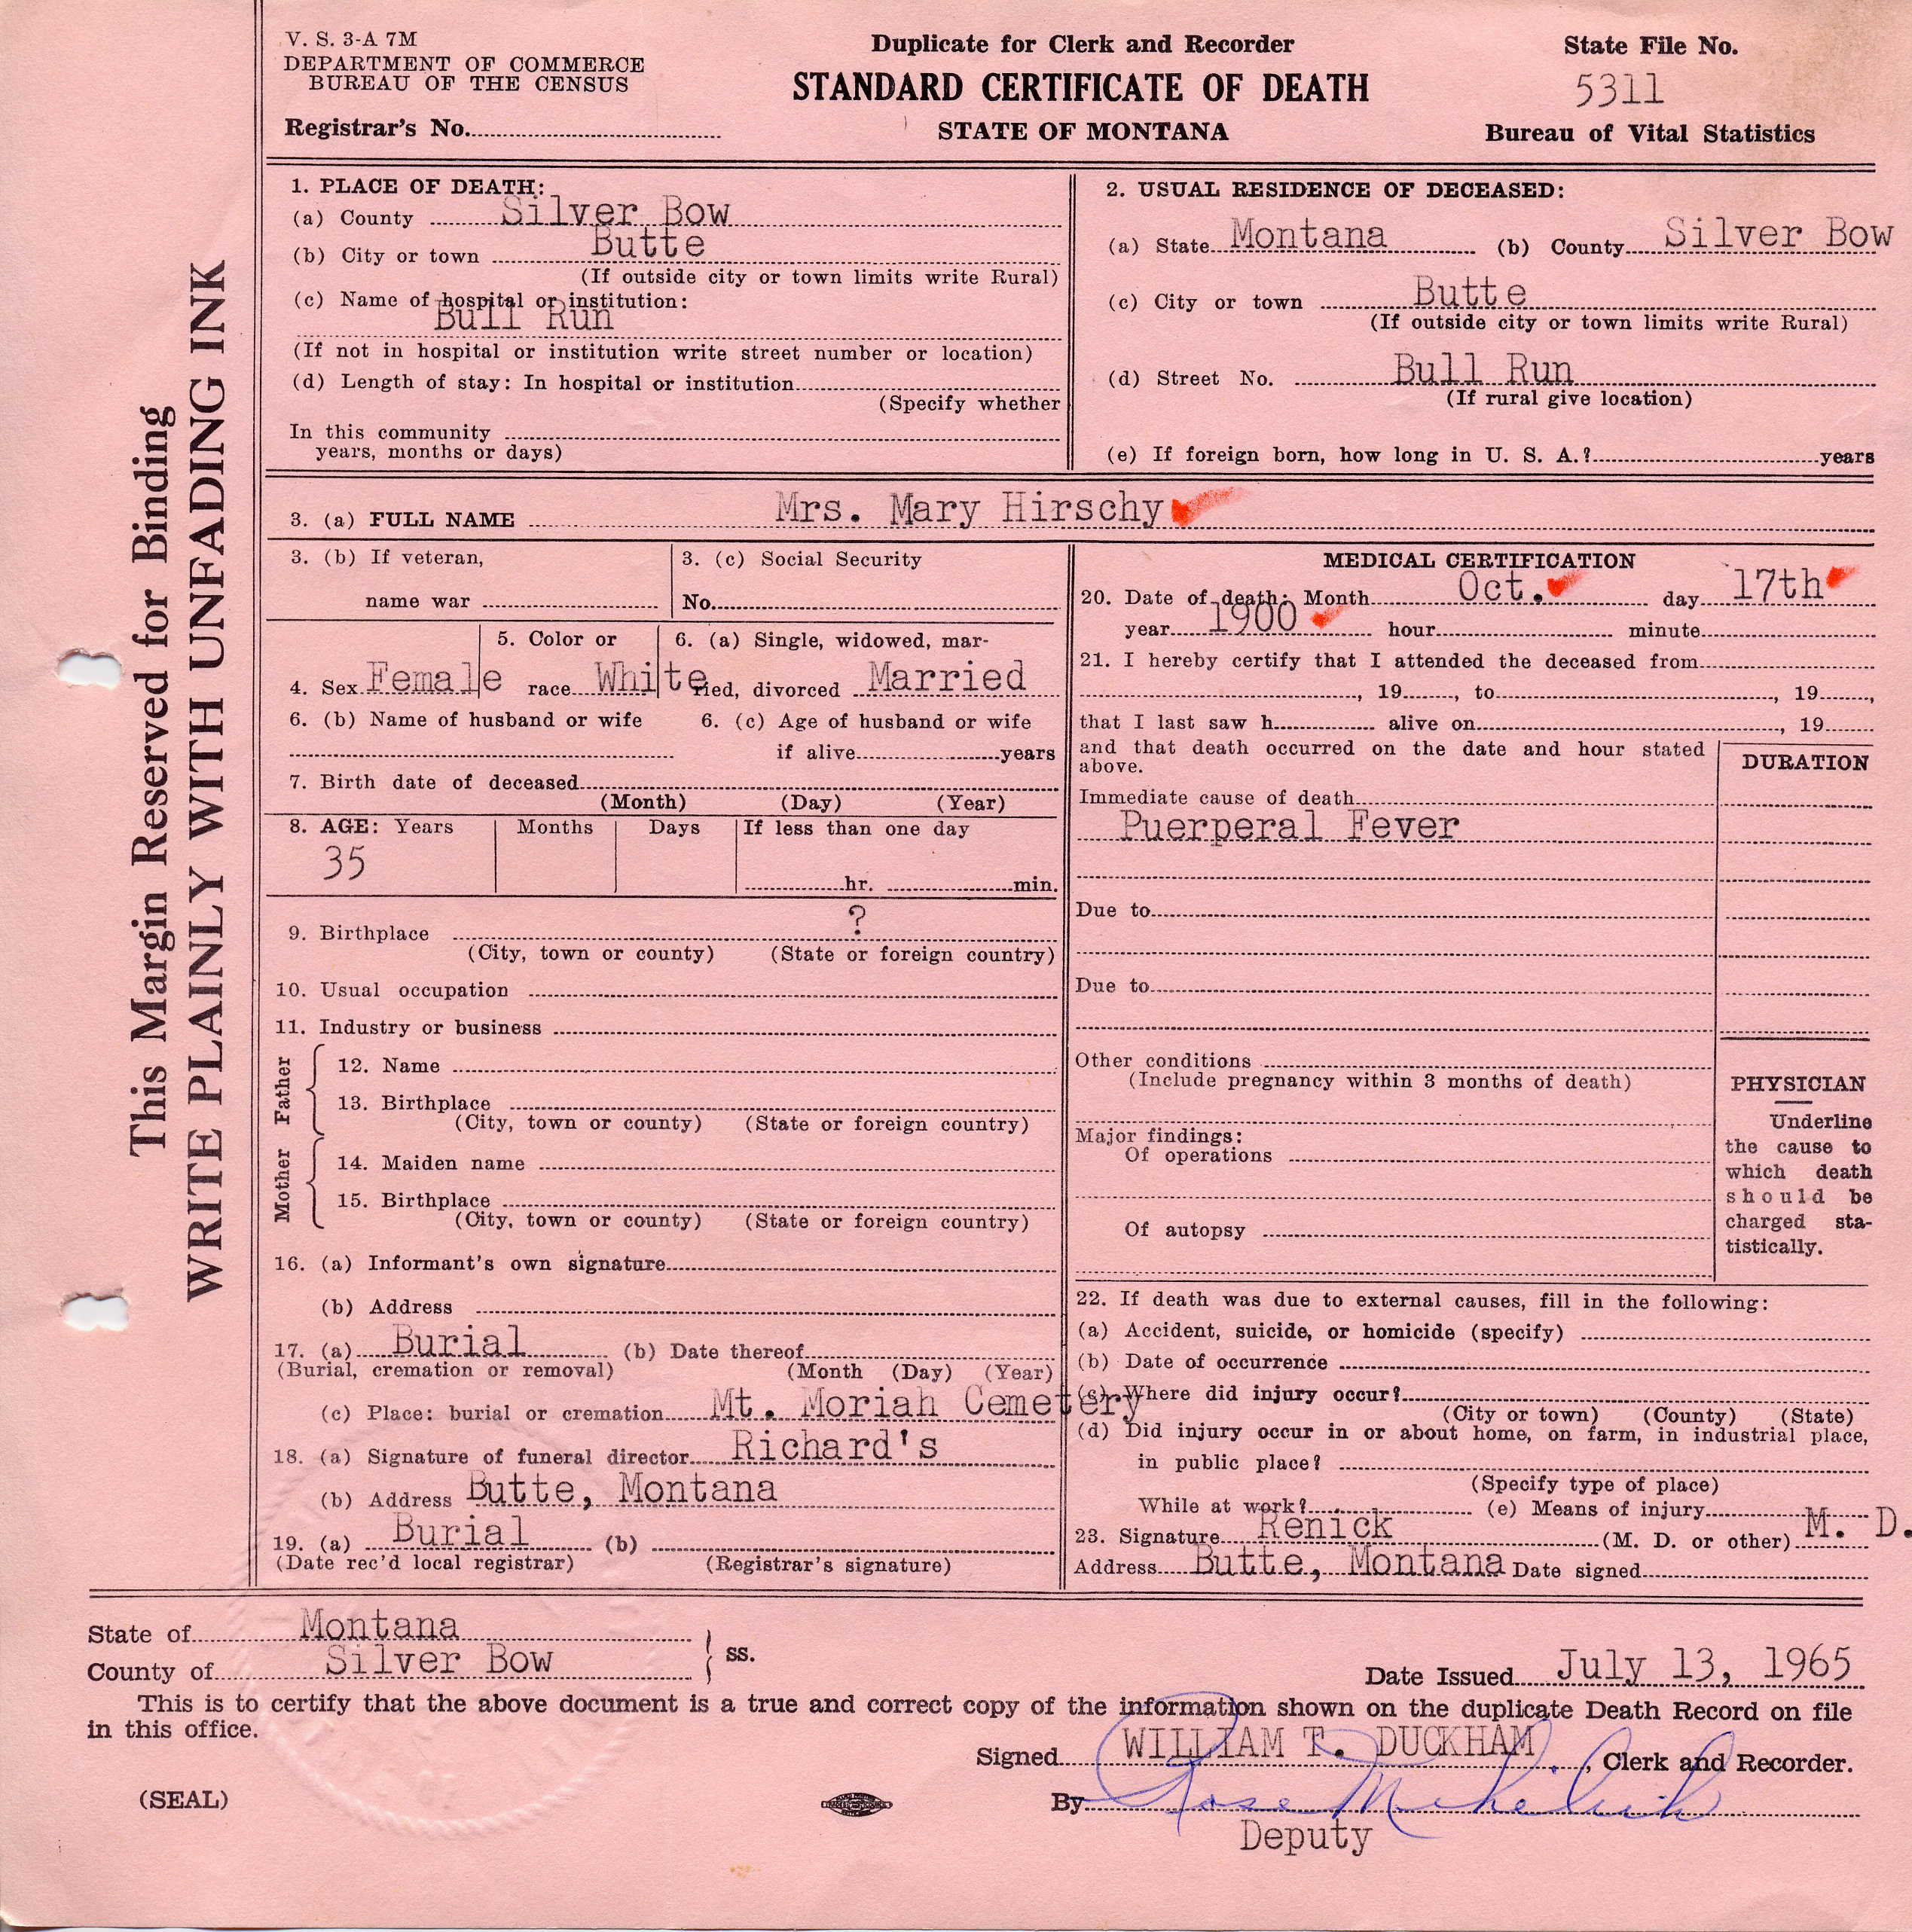 V. S. 3-A 7M
DEPARTMENT OF COMMERCE
BUREAU OF THE CENSUS
Registrar's No.
Duplicate for Clerk and Recorder
STANDARD CERTIFICATE OF DEATH
STATE OF MONTANA
State File No.
5311
Bureau of Vital Statistics
This Margin Reserved for Binding
WRITE PLAINLY WITH UNFADING INK
1. PLACE OF DEATH:
(a) County Silver Bow
(b) City or town Butte
(If outside city or town limits write Rural)
(c) Name of hospital or institution:
Bull Run
(If not in hospital or institution write street number or location)
(d) Length of stay: In hospital or institution
(Specify whether
In this community
years, months or days)
2. USUAL RESIDENCE OF DECEASED:
(a) State Montana (b) County Silver Bow
(c) City or town Butte
(If outside city or town limits write Rural)
(d) Street No. Bull Run
(If rural give location)
(e) If foreign born, how long in U. S. A.? years
3. (a) FULL NAME Mrs. Mary Hirschy
3. (b) If veteran,
name war
3. (c) Social Security
No.
4. Sex Female
5. Color or
race White
6. (a) Single, widowed, mar-
ried, divorced Married
6. (b) Name of husband or wife
6. (c) Age of husband or wife
if alive years
7. Birth date of deceased
(Month) (Day) (Year)
8. AGE: Years Months Days If less than one day
35
hr. min.
9. Birthplace ?
(City, town or county) (State or foreign country)
10. Usual occupation
11. Industry or business
Father
12. Name
13. Birthplace
(City, town or county) (State or foreign country)
Mother
14. Maiden name
15. Birthplace
(City, town or county) (State or foreign country)
16. (a) Informant's own signature
(b) Address
17. (a) Burial (b) Date thereof
(Burial, cremation or removal) (Month (Day) (Year)
(c) Place: burial or cremation Mt. Moriah Cemetery
18. (a) Signature of funeral director Richard's
(b) Address Butte, Montana
19. (a) Burial (b)
(Date rec'd local registrar) (Registrar's signature)
MEDICAL CERTIFICATION
20. Date of death: Month Oct. day 17th
year 1900 hour minute
21. I hereby certify that I attended the deceased from
, 19 , to , 19 ,
that I last saw h alive on , 19
and that death occurred on the date and hour stated
above.
DURATION
Immediate cause of death
Puerperal Fever
Due to
Due to
Other conditions
(Include pregnancy within 3 months of death)
Major findings:
Of operations
Of autopsy
PHYSICIAN
Underline
the cause to
which death
should be
charged sta-
tistically.
22. If death was due to external causes, fill in the following:
(a) Accident, suicide, or homicide (specify)
(b) Date of occurrence
(c) Where did injury occur?
(City or town) (County) (State)
(d) Did injury occur in or about home, on farm, in industrial place,
in public place?
(Specify type of place)
While at work? (e) Means of injury
23. Signature Renick (M. D. or other) M. D.
Address Butte, Montana Date signed
State of Montana
County of Silver Bow
ss.
Date Issued July 13, 1965
This is to certify that the above document is a true and correct copy of the information shown on the duplicate Death Record on file
in this office.
Signed WILLIAM T. DUCKHAM, Clerk and Recorder.
(SEAL)
By Rose
Deputy